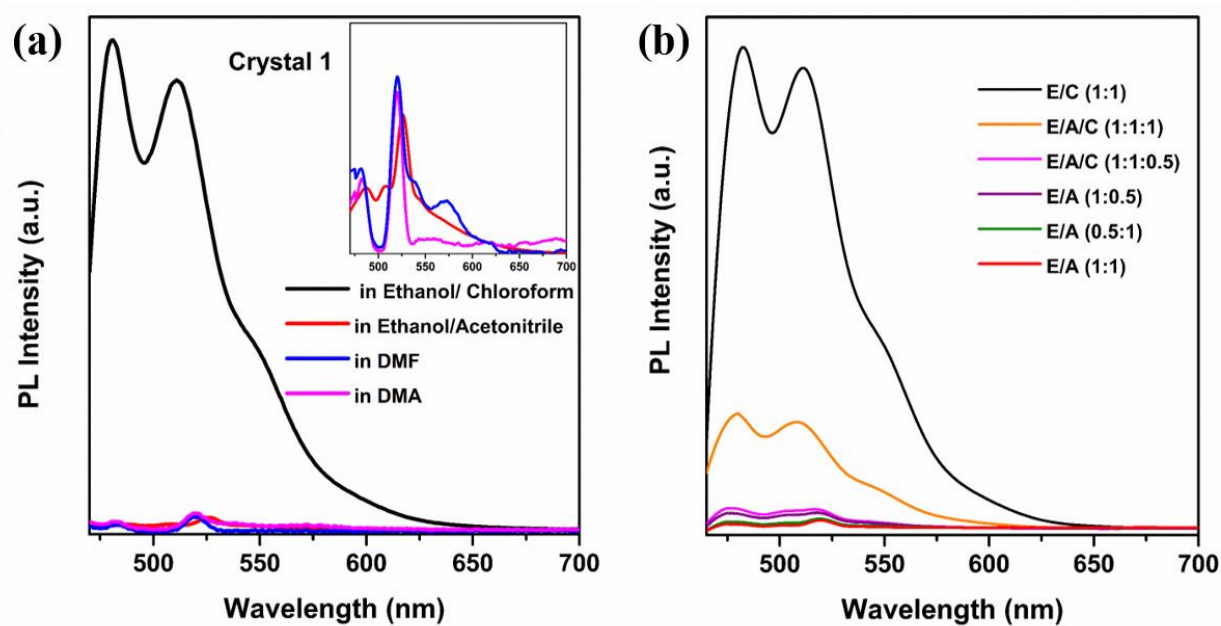 (a)
Crystal 1
500 550 600 650 700
in Ethanol/ Chloroform
in Ethanol/Acetonitrile
in DMF
in DMA
PL Intensity (a.u.)
500 550 600 650 700
Wavelength (nm)
(b)
E/C (1:1)
E/A/C (1:1:1)
E/A/C (1:1:0.5)
E/A (1:0.5)
E/A (0.5:1)
E/A (1:1)
PL Intensity (a.u.)
500 550 600 650 700
Wavelength (nm)